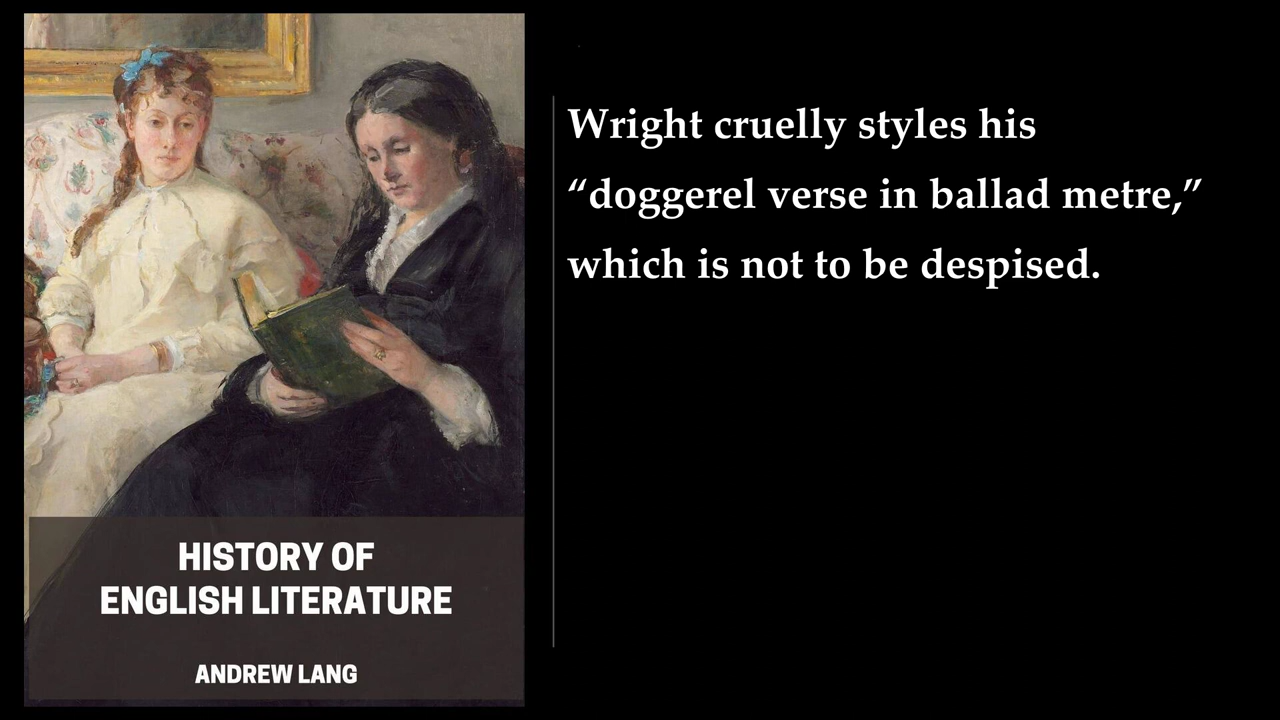 Wright cruelly styles his
“doggerel verse in ballad metre,”
which is not to be despised.
HISTORY OF
ENGLISH LITERATURE
ANDREW LANG